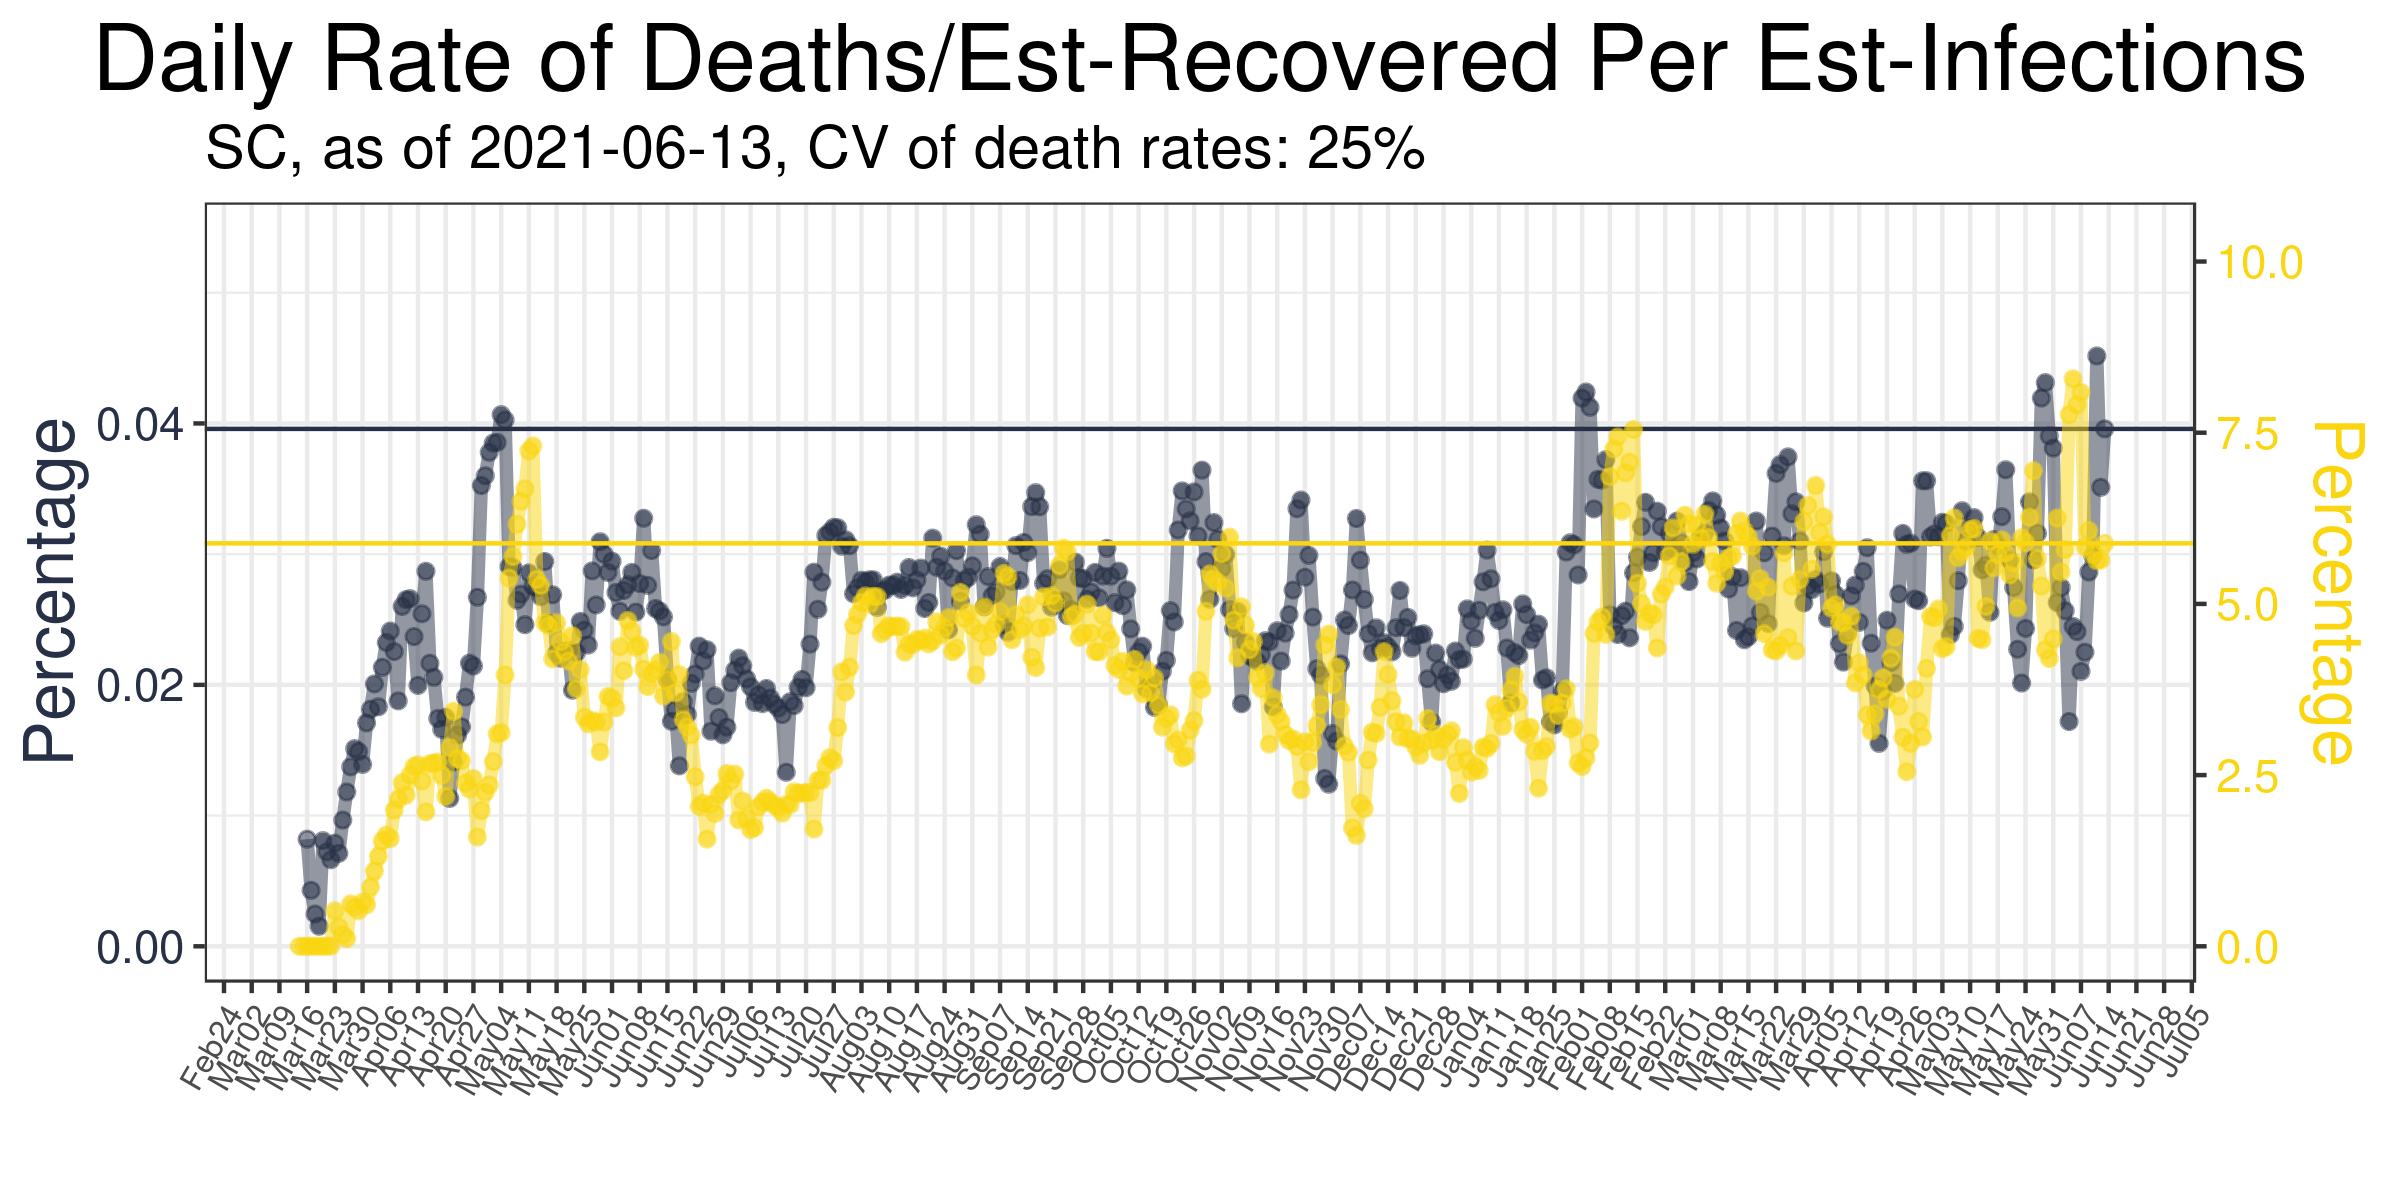 Daily Rate of Deaths/Est-Recovered Per Est-Infections
SC, as of 2021-06-13, CV of death rates: 25%
Percentage
0.04
0.02
0.00
10.0
7.5
5.0
2.5
0.0
Percentage
Feb24
Mar02
Mar09
Mar16
Mar23
Mar30
Apr06
Apr13
Apr20
Apr27
May04
May11
May18
May25
Jun01
Jun08
Jun15
Jun22
Jun29
Jul06
Jul13
Jul20
Jul27
Aug03
Aug10
Aug17
Aug24
Aug31
Sep07
Sep14
Sep21
Sep28
Oct05
Oct12
Oct19
Oct26
Nov02
Nov09
Nov16
Nov23
Nov30
Dec07
Dec14
Dec21
Dec28
Jan04
Jan11
Jan18
Jan25
Feb01
Feb08
Feb15
Feb22
Mar01
Mar08
Mar15
Mar22
Mar29
Apr05
Apr12
Apr19
Apr26
May03
May10
May17
May24
May31
Jun07
Jun14
Jun21
Jun28
Jul05